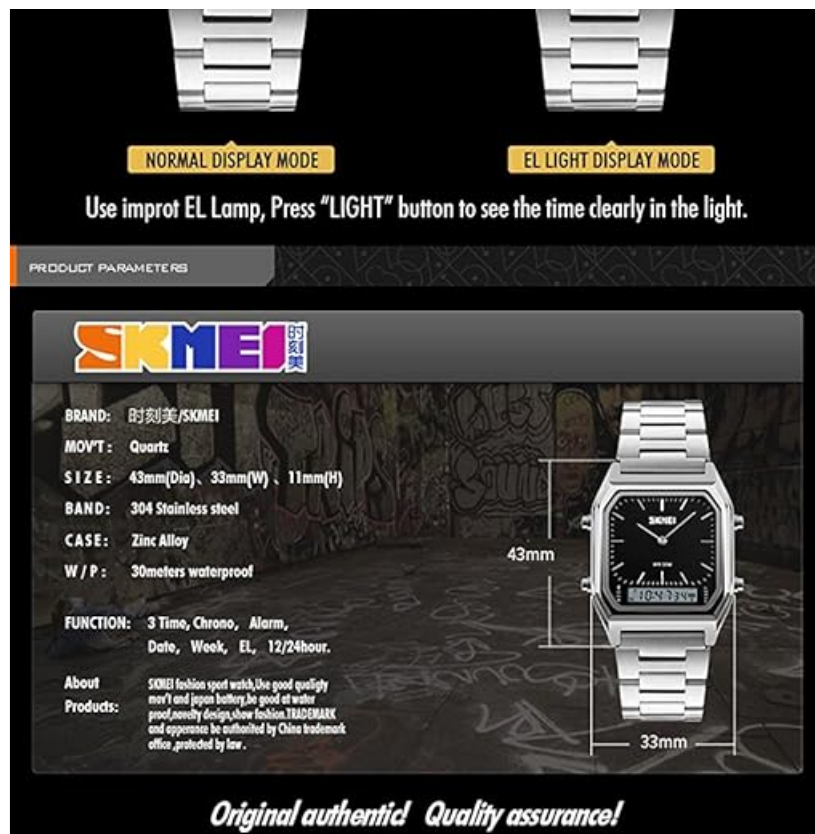 NORMAL DISPLAY MODE
EL LIGHT DISPLAY MODE
Use improt EL Lamp, Press “LIGHT” button to see the time clearly in the light.
PRODUCT PARAMETERS
SKMEI 时刻美
BRAND: 时刻美/SKMEI
MOV'T : Quartz
SIZE: 43mm(Dia)、33mm(W)、11mm(H)
BAND: 304 Stainless steel
CASE: Zinc Alloy
W / P : 30meters waterproof
FUNCTION: 3 Time, Chrono, Alarm,
Date, Week, EL, 12/24hour.
About
Products:
SKMEI fashion sport watch,Use good qualigty
mov't and japan battery,be good at water
proof,novelty design,show fashion.TRADEMARK
and apperance be authorited by China trademark
office ,protected by law .
SKMEI
10:4734
43mm
33mm
Original authentic! Quality assurance!